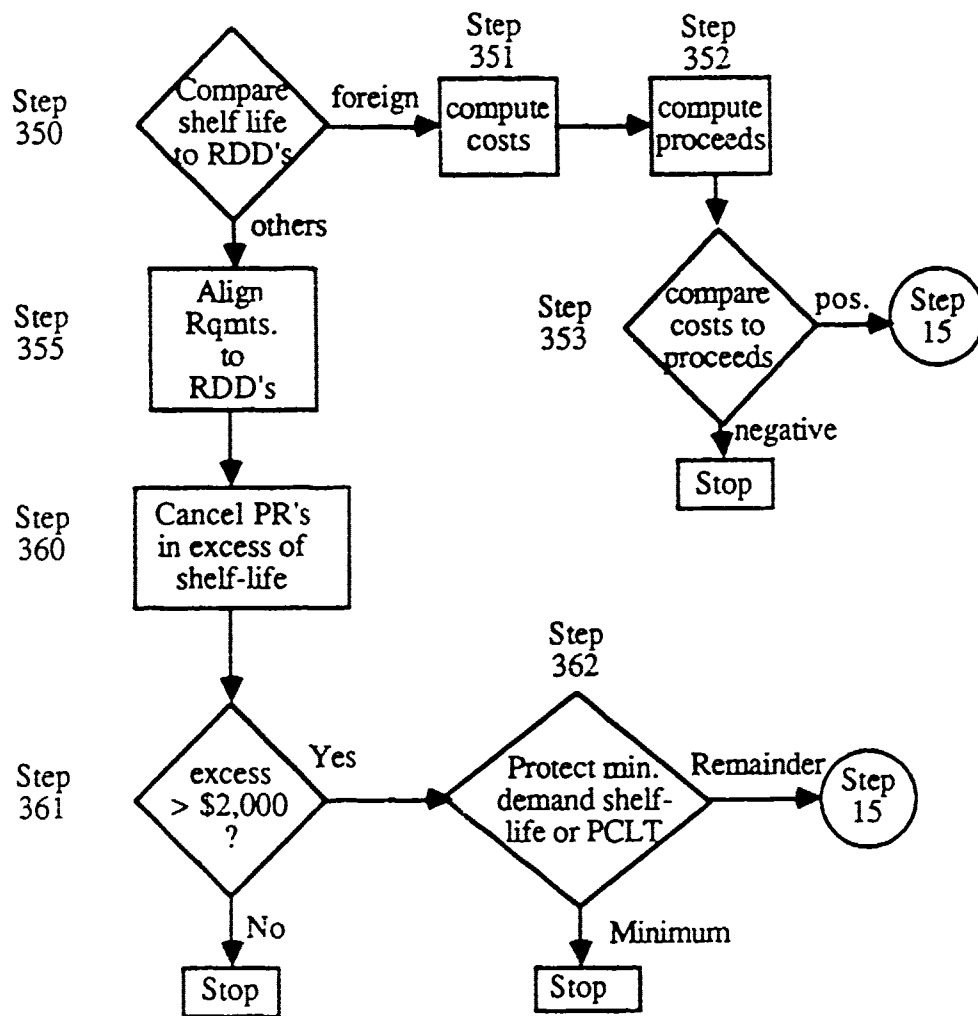 Step
350
Compare
shelf life
to RDD's
foreign
Step
351
compute
costs
Step
352
compute
proceeds
others
Step
355
Align
Rqmts.
to
RDD's
Step
353
compare
costs to
proceeds
pos.
Step
15
negative
Stop
Step
360
Cancel PR's
in excess of
shelf-life
Step
361
excess
> $2,000
?
Yes
Step
362
Protect min.
demand shelf-
life or PCLT
Remainder
Step
15
No
Stop
Minimum
Stop